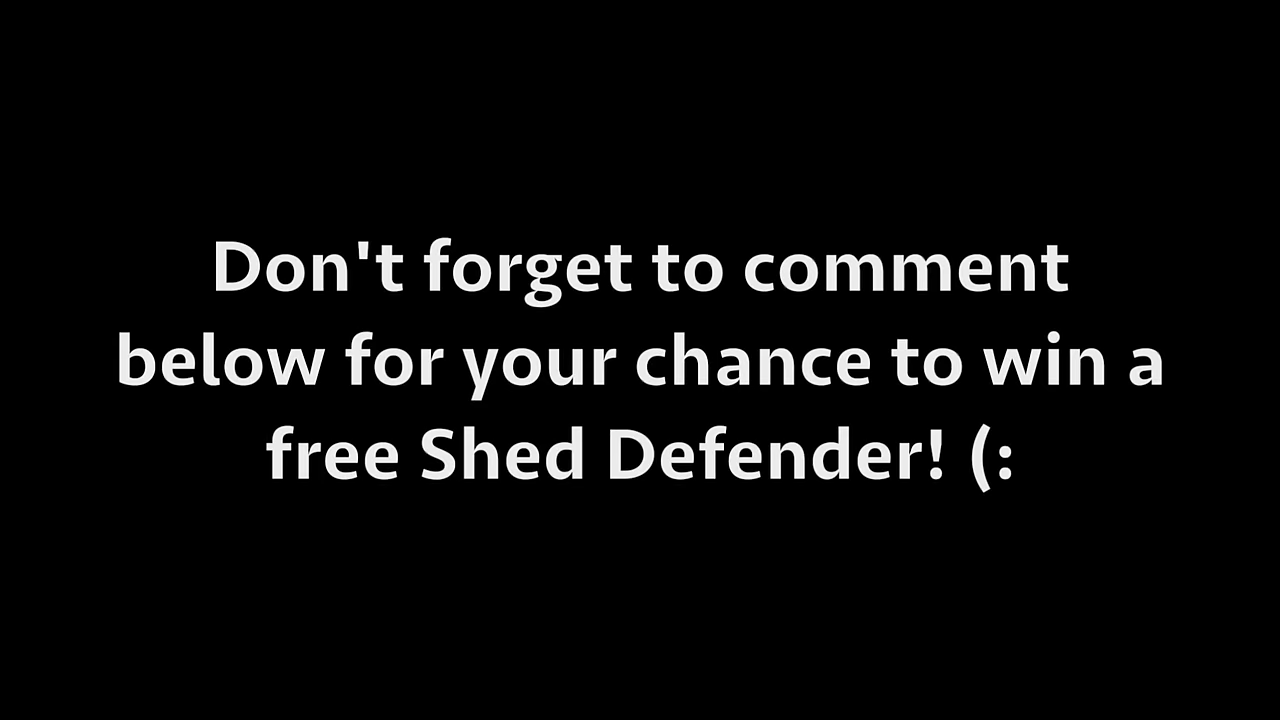 Don't forget to comment
below for your chance to win a
free Shed Defender! (: